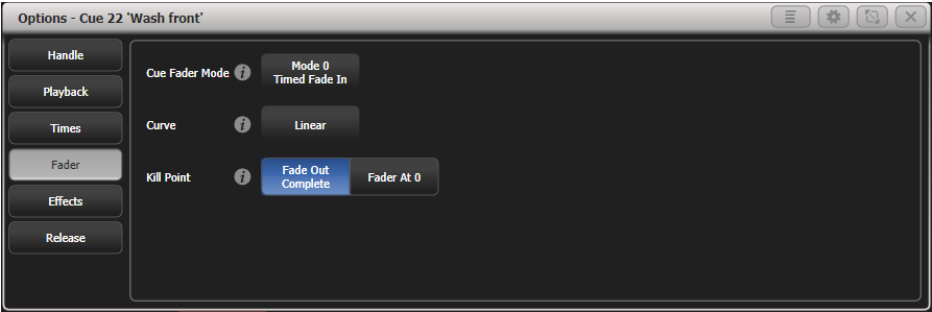 Options - Cue 22 'Wash front'
Handle
Playback
Times
Fader
Effects
Release
Cue Fader Mode i Mode 0
Timed Fade In
Curve i Linear
Kill Point i Fade Out
Complete Fader At 0